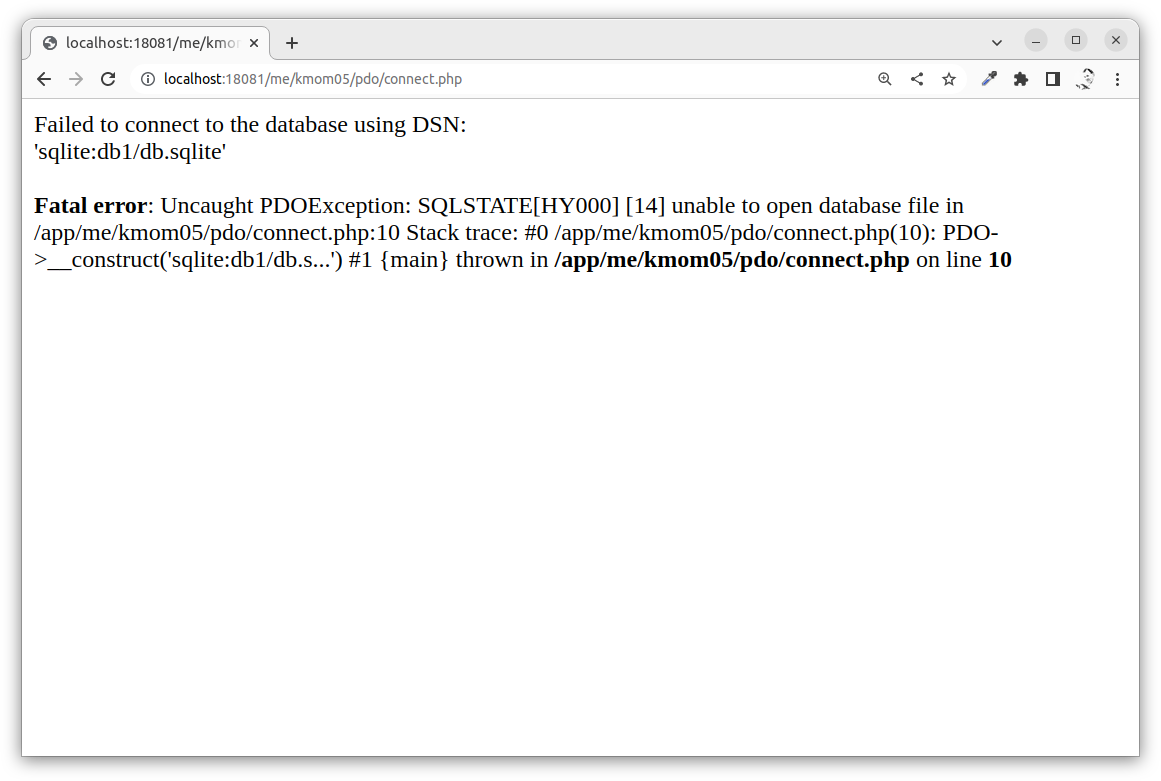 localhost:18081/me/kmom
localhost:18081/me/kmom05/pdo/connect.php
Failed to connect to the database using DSN:
'sqlite:db1/db.sqlite'
Fatal error: Uncaught PDOException: SQLSTATE[HY000] [14] unable to open database file in
/app/me/kmom05/pdo/connect.php:10 Stack trace: #0 /app/me/kmom05/pdo/connect.php(10): PDO-
>__construct('sqlite:db1/db.s...') #1 {main} thrown in /app/me/kmom05/pdo/connect.php on line 10